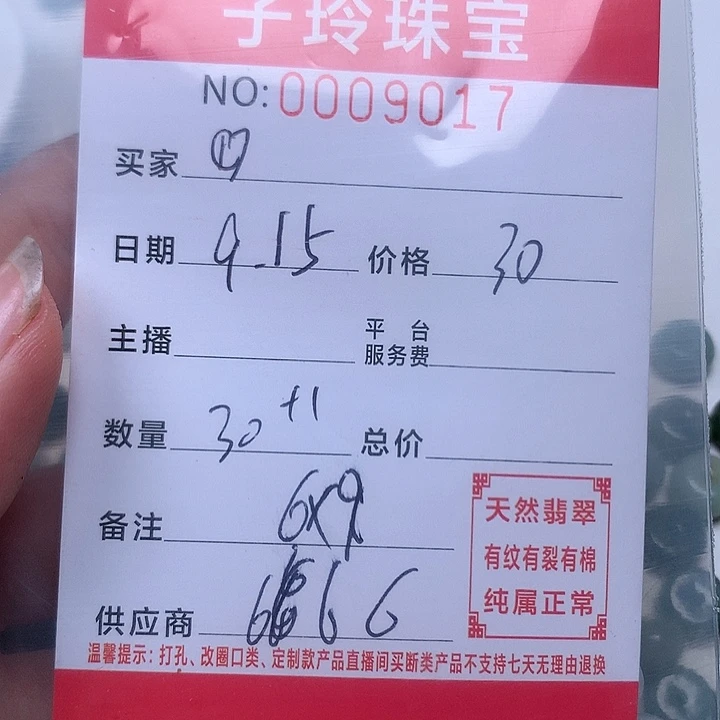 子玲珠宝
NO:0009017
买家 ⑰
日期 9.15 价格 30
主播 平台服务费
数量 30+1 总价
备注 6x9
天然翡翠
有纹有裂有棉
纯属正常
供应商
温馨提示：打孔、改圈口类、定制款产品直播间买断类产品不支持七天无理由退换